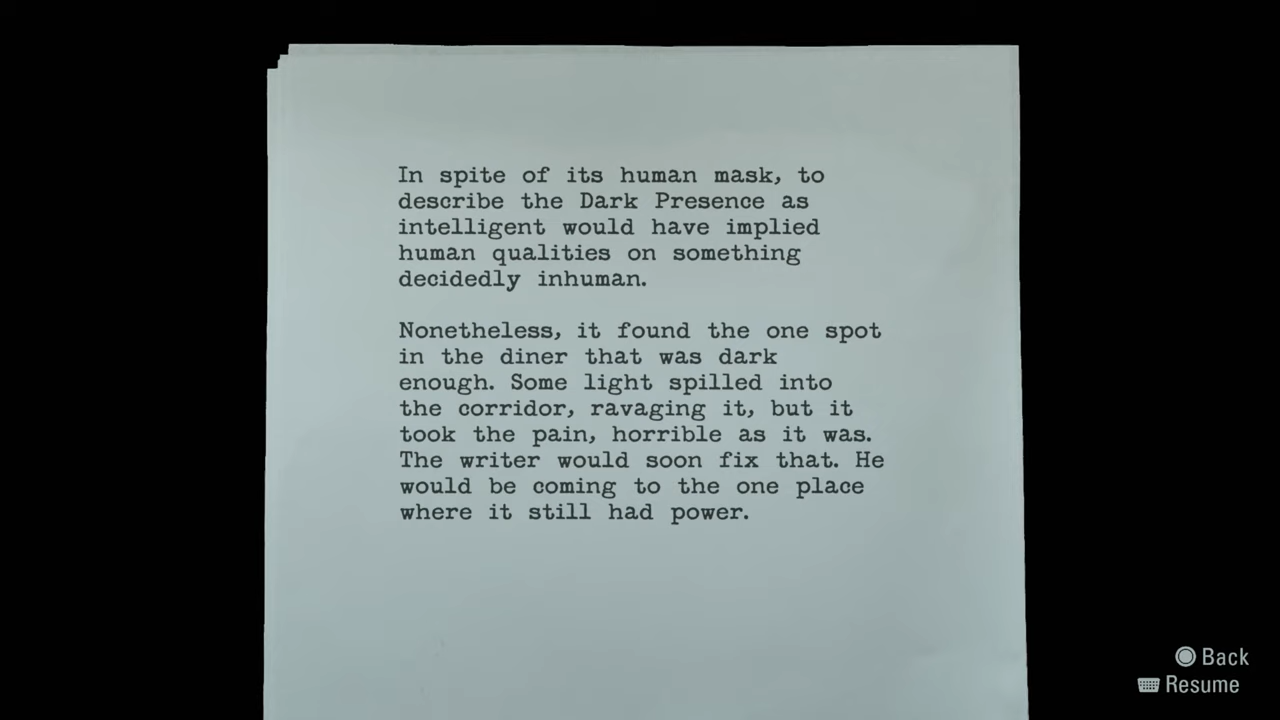 In spite of its human mask, to
describe the Dark Presence as
intelligent would have implied
human qualities on something
decidedly inhuman.
Nonetheless, it found the one spot
in the diner that was dark
enough. Some light spilled into
the corridor, ravaging it, but it
took the pain, horrible as it was.
The writer would soon fix that. He
would be coming to the one place
where it still had power.
Back
Resume